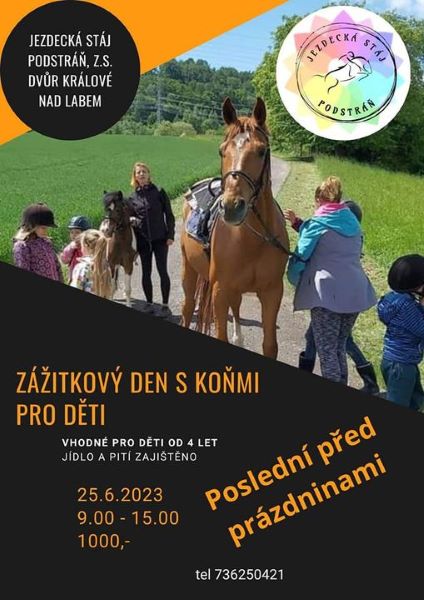 JEZDECKÁ STÁJ
PODSTRÁŇ, Z.S.
DVŮR KRÁLOVÉ
NAD LABEM
JEZDECKÁ STÁJ
PODSTRÁŇ
ZÁŽITKOVÝ DEN S KOŇMI
PRO DĚTI
VHODNÉ PRO DĚTI OD 4 LET
JÍDLO A PITÍ ZAJIŠTĚNO
25.6.2023
9.00 - 15.00
1000,-
Poslední před
prázdninami
tel 736250421